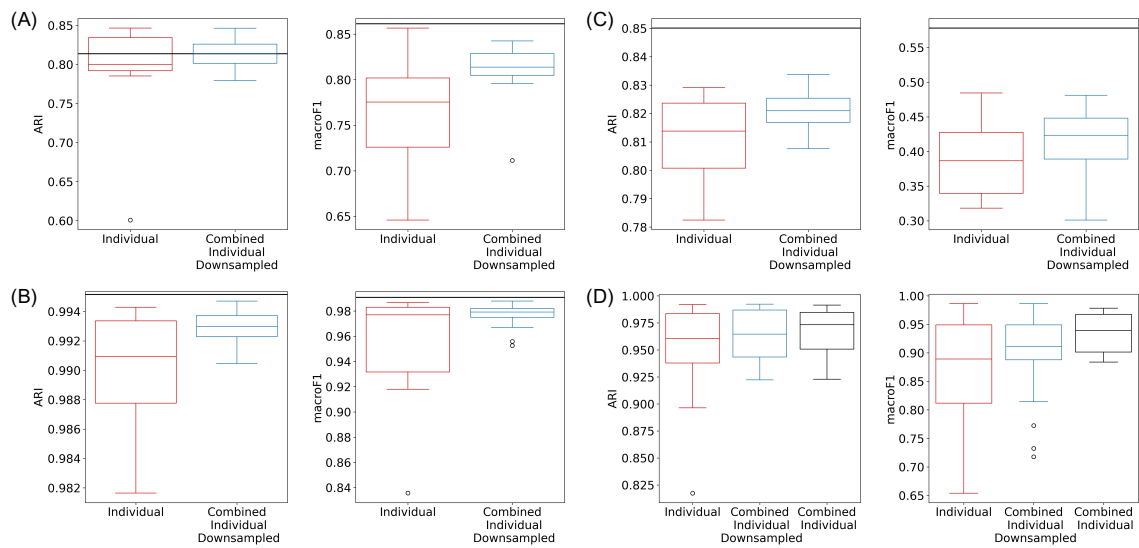 (A)
0.85
0.80
0.75
0.70
0.65
0.60
ARI
Individual
Combined
Individual
Downsampled
0.85
0.80
0.75
0.70
0.65
macroF1
Individual
Combined
Individual
Downsampled
(C)
0.85
0.84
0.83
0.82
0.81
0.80
0.79
0.78
ARI
Individual
Combined
Individual
Downsampled
0.55
0.50
0.45
0.40
0.35
0.30
macroF1
Individual
Combined
Individual
Downsampled
(B)
0.994
0.992
0.990
0.988
0.986
0.984
0.982
ARI
Individual
Combined
Individual
Downsampled
0.98
0.96
0.94
0.92
0.90
0.88
0.86
0.84
macroF1
Individual
Combined
Individual
Downsampled
(D)
1.000
0.975
0.950
0.925
0.900
0.875
0.850
0.825
ARI
Individual
Combined
Individual
Downsampled
Combined
Individual
1.00
0.95
0.90
0.85
0.80
0.75
0.70
0.65
macroF1
Individual
Combined
Individual
Downsampled
Combined
Individual